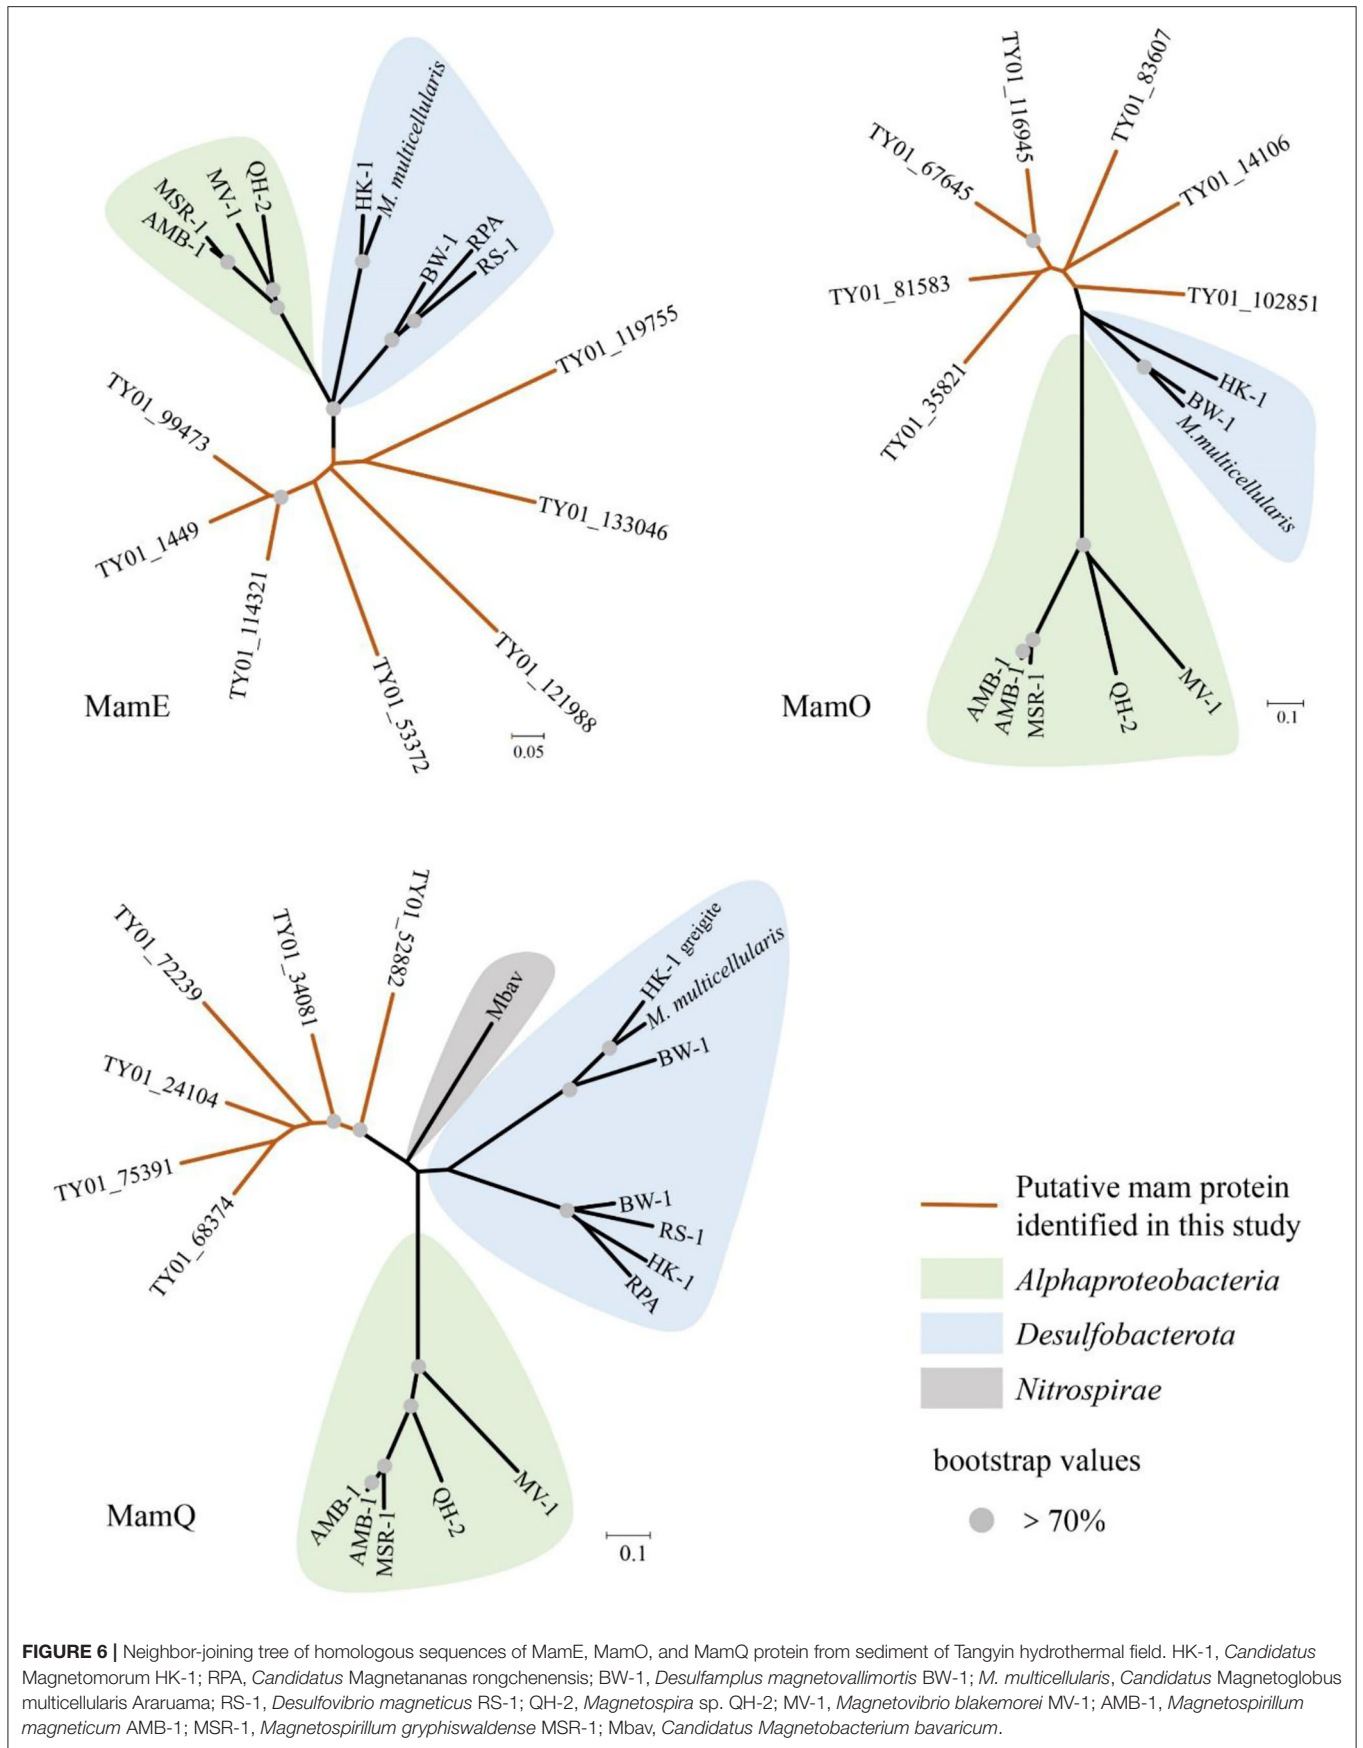 MSR-1
AMB-1
MV-1
QH-2
HK-1
M. multicellularis
BW-1
RPA
RS-1
TY01_119755
TY01_133046
TY01_121988
TY01_53372
TY01_114321
TY01_1449
TY01_99473
MamE
0.05
TY01_67645
TY01_116945
TY01_83607
TY01_14106
TY01_102851
TY01_81583
TY01_35821
HK-1
BW-1
M.multicellularis
AMB-1
AMB-1
MSR-1
QH-2
MV-1
MamO
0.1
TY01_72239
TY01_34081
TY01_52882
TY01_24104
TY01_75391
TY01_68374
Mbav
HK-1 greigite
M. multicellularis
BW-1
BW-1
RS-1
HK-1
RPA
AMB-1
AMB-1
MSR-1
QH-2
MV-1
MamQ
0.1
Putative mam protein
identified in this study
Alphaproteobacteria
Desulfobacterota
Nitrospirae
bootstrap values
> 70%
FIGURE 6 | Neighbor-joining tree of homologous sequences of MamE, MamO, and MamQ protein from sediment of Tangyin hydrothermal field. HK-1, Candidatus
Magnetomorum HK-1; RPA, Candidatus Magnetananas rongchenensis; BW-1, Desulfamplus magnetovallimortis BW-1; M. multicellularis, Candidatus Magnetoglobus
multicellularis Araruama; RS-1, Desulfovibrio magneticus RS-1; QH-2, Magnetospira sp. QH-2; MV-1, Magnetovibrio blakemorei MV-1; AMB-1, Magnetospirillum
magneticum AMB-1; MSR-1, Magnetospirillum gryphiswaldense MSR-1; Mbav, Candidatus Magnetobacterium bavaricum.